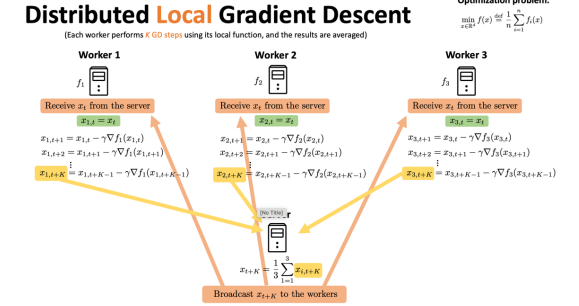 Distributed Local Gradient Descent
(Each worker performs K GD steps using its local function, and the results are averaged)
Optimization problem:
min_{x∈ℝ^d} f(x) \overset{def}{=} \frac{1}{n} \sum_{i=1}^{n} f_i(x)
Worker 1
Worker 2
Worker 3
f_1
f_2
f_3
Receive x_t from the server
Receive x_t from the server
Receive x_t from the server
x_{1,t} = x_t
x_{2,t} = x_t
x_{3,t} = x_t
x_{1,t+1} = x_{1,t} − γ∇f_1(x_{1,t})
x_{1,t+2} = x_{1,t+1} − γ∇f_1(x_{1,t+1})
⋮
x_{1,t+K} = x_{1,t+K−1} − γ∇f_1(x_{1,t+K−1})
x_{2,t+1} = x_{2,t} − γ∇f_2(x_{2,t})
x_{2,t+2} = x_{2,t+1} − γ∇f_2(x_{2,t+1})
⋮
x_{2,t+K} = x_{2,t+K−1} − γ∇f_2(x_{2,t+K−1})
x_{3,t+1} = x_{3,t} − γ∇f_3(x_{3,t})
x_{3,t+2} = x_{3,t+1} − γ∇f_3(x_{3,t+1})
⋮
x_{3,t+K} = x_{3,t+K−1} − γ∇f_3(x_{3,t+K−1})
[No Title]
x_{t+K} = \frac{1}{3} \sum_{i=1}^{3} x_{i,t+K}
Broadcast x_{t+K} to the workers